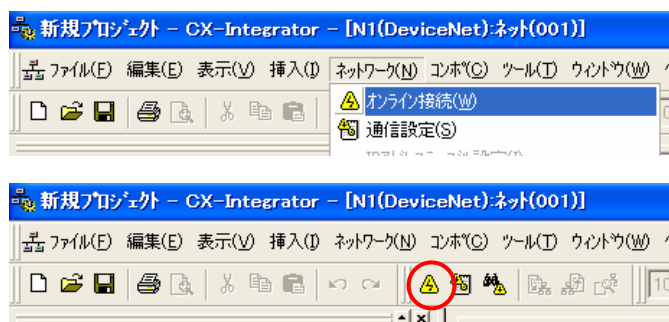 新規プロジェクト - CX-Integrator - [N1(DeviceNet):ネット(001)]
ファイル(F) 編集(E) 表示(V) 挿入(I) ネットワーク(N) コンポ(C) ツール(T) ウィンドウ(W)
オンライン接続(W)
通信設定(S)
新規プロジェクト - CX-Integrator - [N1(DeviceNet):ネット(001)]
ファイル(F) 編集(E) 表示(V) 挿入(I) ネットワーク(N) コンポ(C) ツール(T) ウィンドウ(W)
10